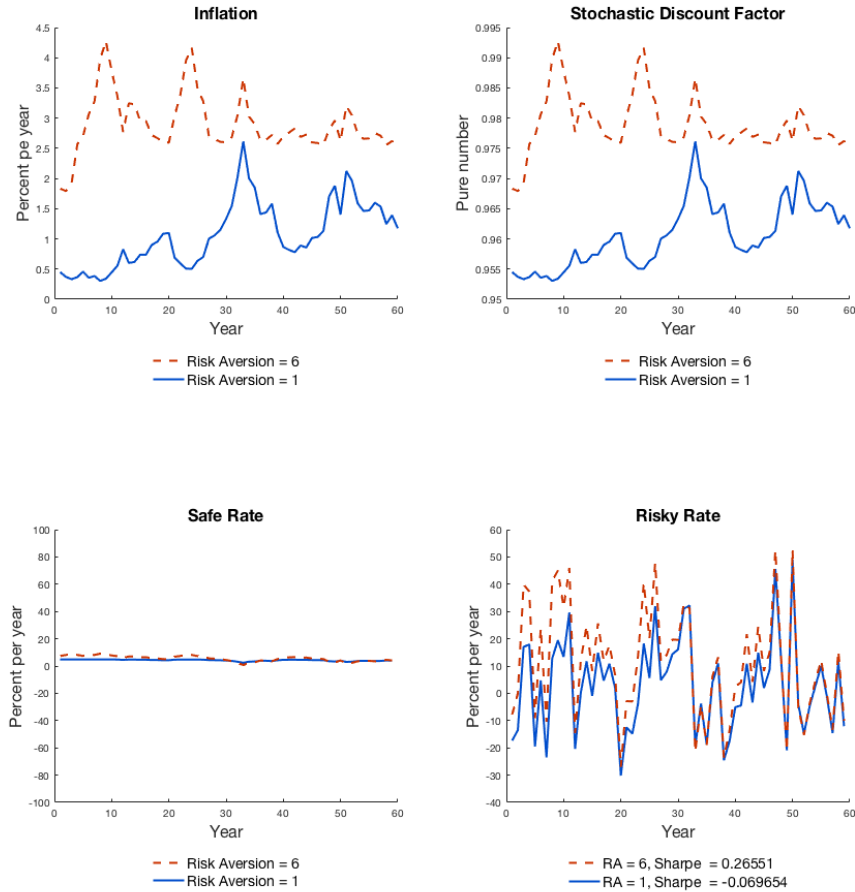 Inflation
4.5
4
3.5
3
2.5
2
1.5
1
0.5
0
Percent pe year
0 10 20 30 40 50 60
Year
Risk Aversion = 6
Risk Aversion = 1
Stochastic Discount Factor
0.995
0.99
0.985
0.98
0.975
0.97
0.965
0.96
0.955
0.95
Pure number
0 10 20 30 40 50 60
Year
Risk Aversion = 6
Risk Aversion = 1
Safe Rate
100
80
60
40
20
0
-20
-40
-60
-80
-100
Percent per year
0 10 20 30 40 50 60
Year
Risk Aversion = 6
Risk Aversion = 1
Risky Rate
60
50
40
30
20
10
0
-10
-20
-30
-40
Percent per year
0 10 20 30 40 50 60
Year
RA = 6, Sharpe = 0.26551
RA = 1, Sharpe = -0.069654